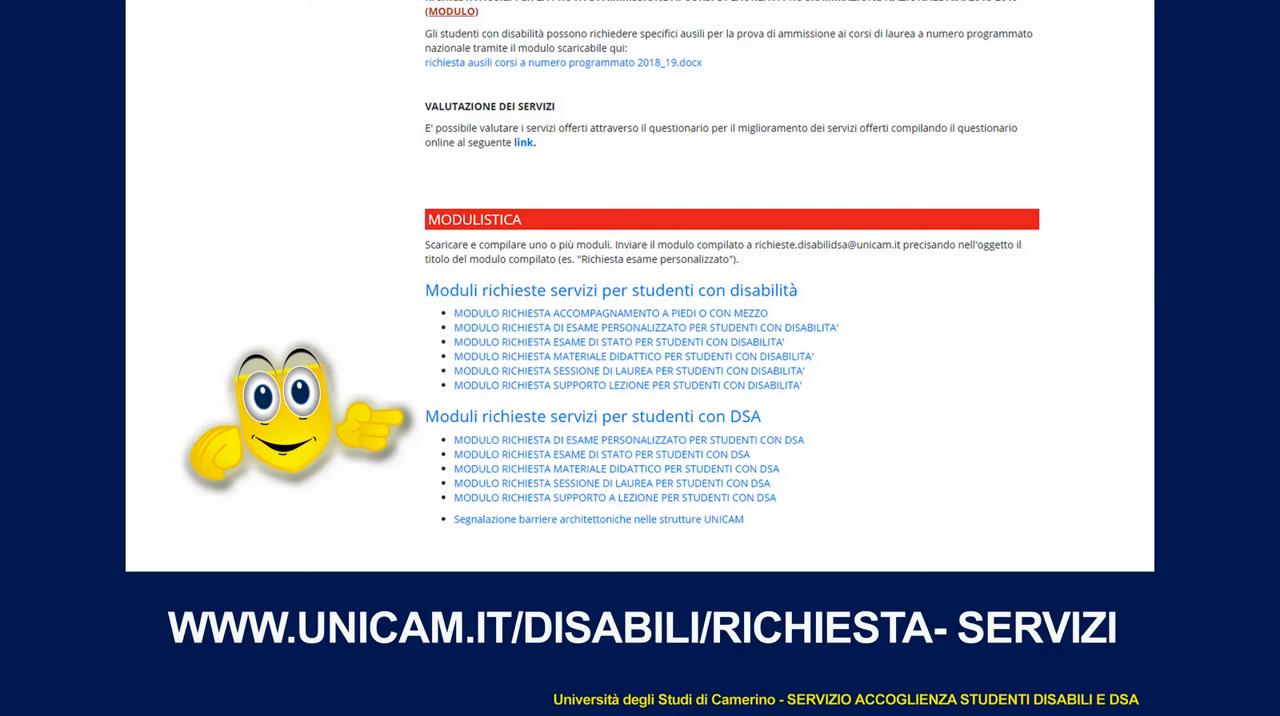 (MODULO)
Gli studenti con disabilità possono richiedere specifici ausili per la prova di ammissione ai corsi di laurea a numero programmato
nazionale tramite il modulo scaricabile qui:
richiesta ausili corsi a numero programmato 2018_19.docx
VALUTAZIONE DEI SERVIZI
E' possibile valutare i servizi offerti attraverso il questionario per il miglioramento dei servizi offerti compilando il questionario
online al seguente link.
MODULISTICA
Scaricare e compilare uno o più moduli. Inviare il modulo compilato a richieste.disabilidsa@unicam.it precisando nell'oggetto il
titolo del modulo compilato (es. "Richiesta esame personalizzato").
Moduli richieste servizi per studenti con disabilità
• MODULO RICHIESTA ACCOMPAGNAMENTO A PIEDI O CON MEZZO
• MODULO RICHIESTA DI ESAME PERSONALIZZATO PER STUDENTI CON DISABILITA'
• MODULO RICHIESTA ESAME DI STATO PER STUDENTI CON DISABILITA'
• MODULO RICHIESTA MATERIALE DIDATTICO PER STUDENTI CON DISABILITA'
• MODULO RICHIESTA SESSIONE DI LAUREA PER STUDENTI CON DISABILITA'
• MODULO RICHIESTA SUPPORTO LEZIONE PER STUDENTI CON DISABILITA'
Moduli richieste servizi per studenti con DSA
• MODULO RICHIESTA DI ESAME PERSONALIZZATO PER STUDENTI CON DSA
• MODULO RICHIESTA ESAME DI STATO PER STUDENTI CON DSA
• MODULO RICHIESTA MATERIALE DIDATTICO PER STUDENTI CON DSA
• MODULO RICHIESTA SESSIONE DI LAUREA PER STUDENTI CON DSA
• MODULO RICHIESTA SUPPORTO A LEZIONE PER STUDENTI CON DSA
• Segnalazione barriere architettoniche nelle strutture UNICAM
WWW.UNICAM.IT/DISABILI/RICHIESTA- SERVIZI
Università degli Studi di Camerino - SERVIZIO ACCOGLIENZA STUDENTI DISABILI E DSA